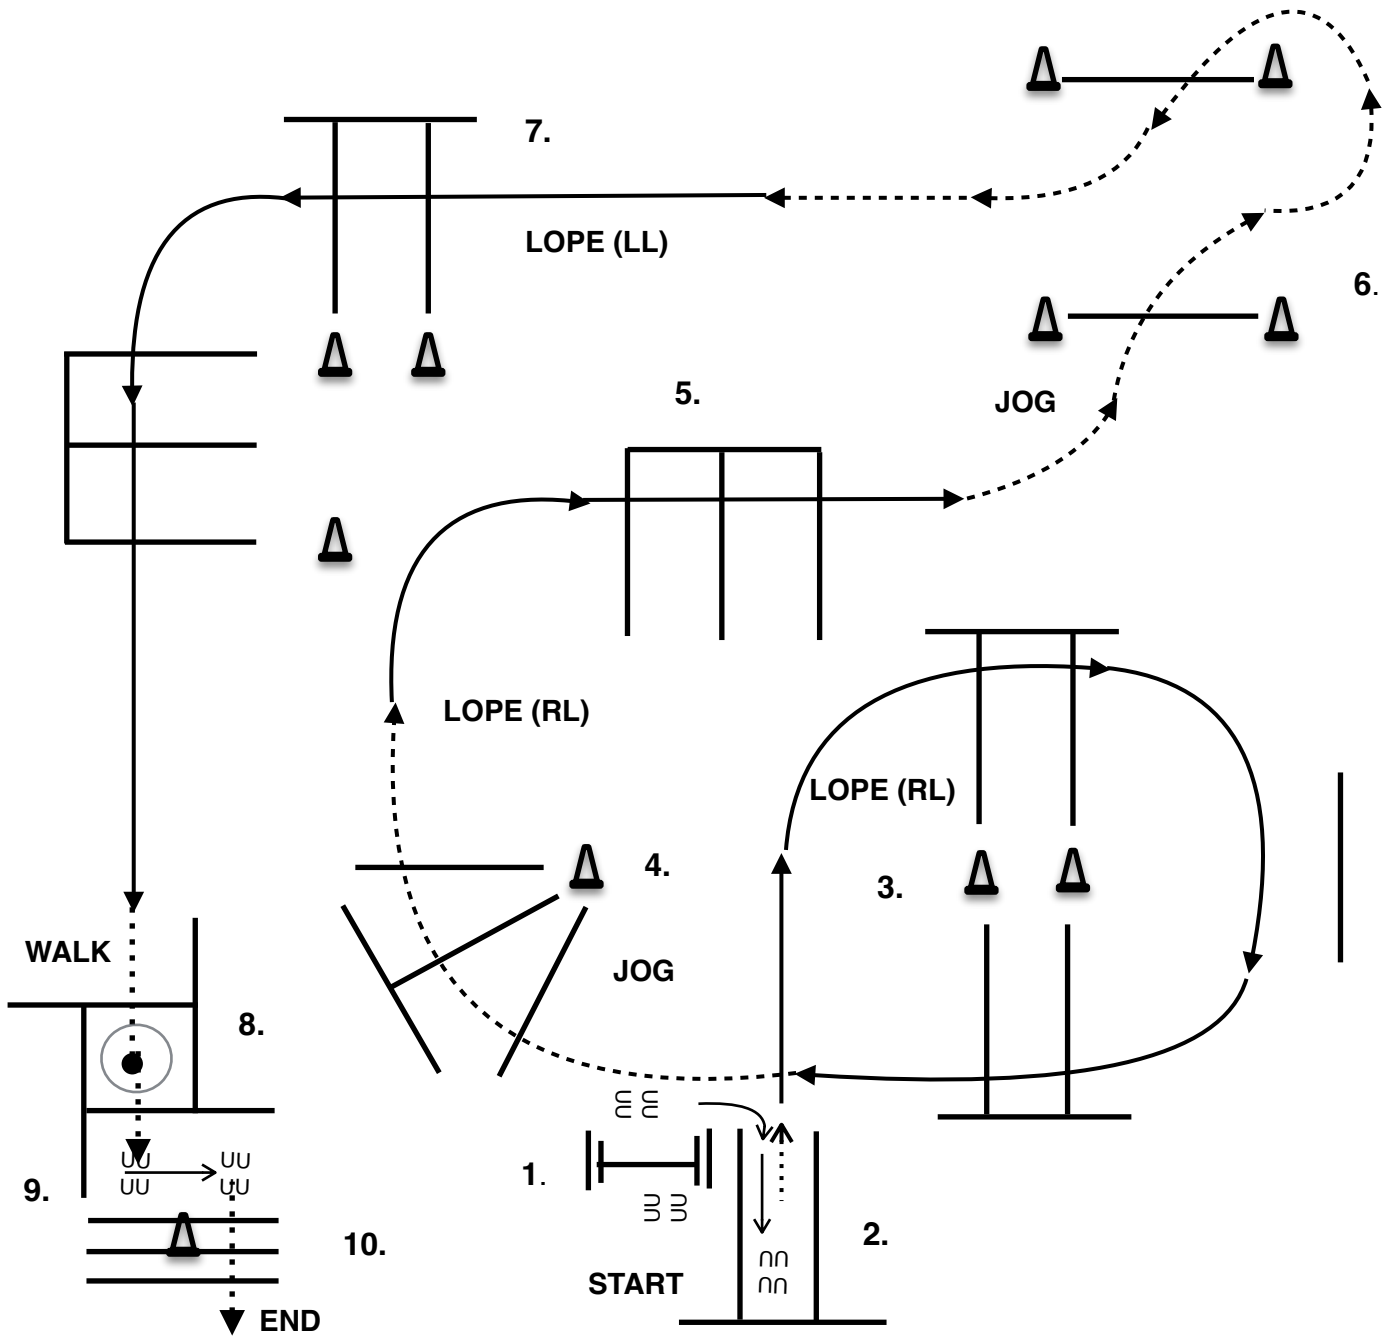 7.
LOPE (LL)
6.
5.
JOG
LOPE (RL)
LOPE (RL)
4.
3.
WALK
JOG
8.
1.
9.
2.
10.
START
END